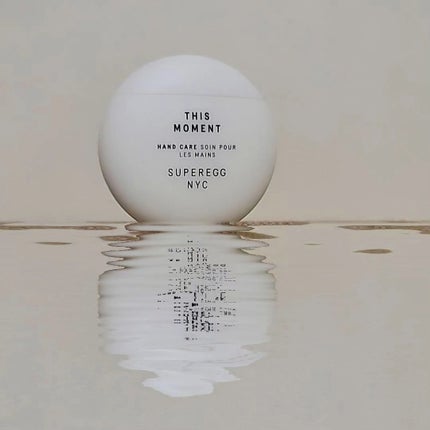 THIS
MOMENT
HAND CARE SOIN POUR
LES MAINS
SUPEREGG
NYC